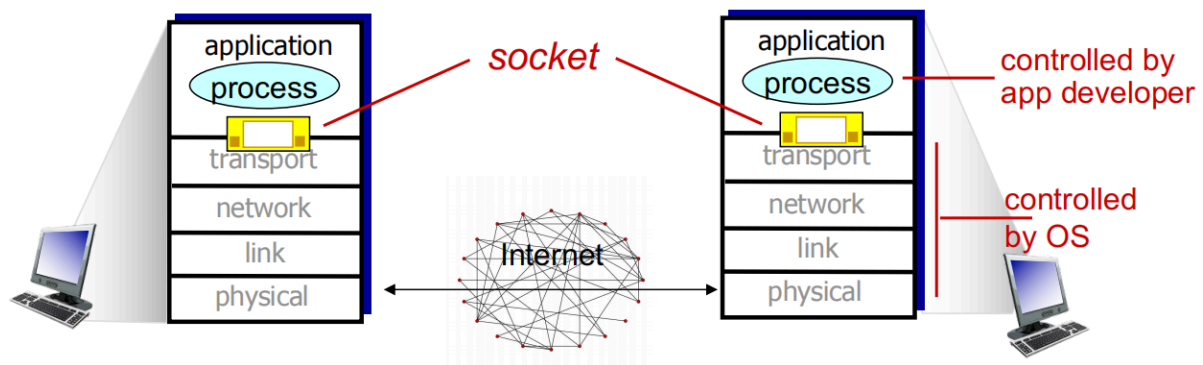 application
process
transport
network
link
physical
socket
Internet
application
process
transport
network
link
physical
controlled by
app developer
controlled
by OS